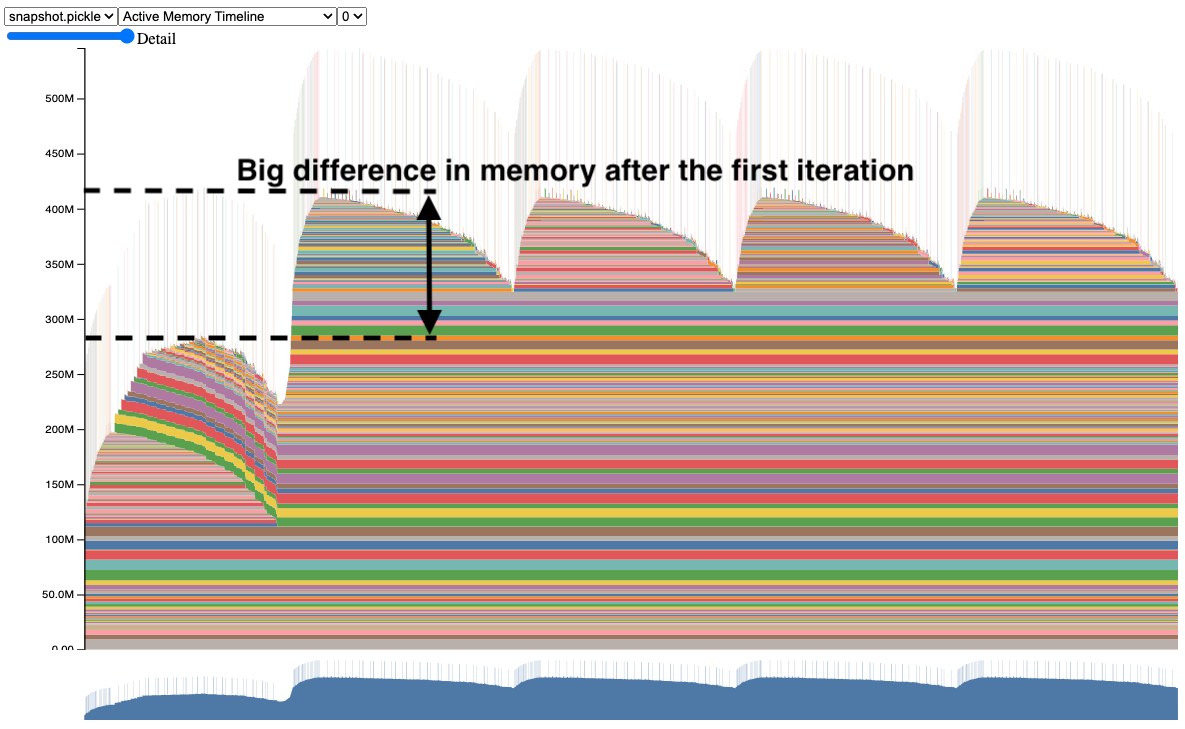 snapshot.pickle Active Memory Timeline 0
Detail
500M
450M
Big difference in memory after the first iteration
400M
350M
300M
250M
200M
150M
100M
50.0M
0.00